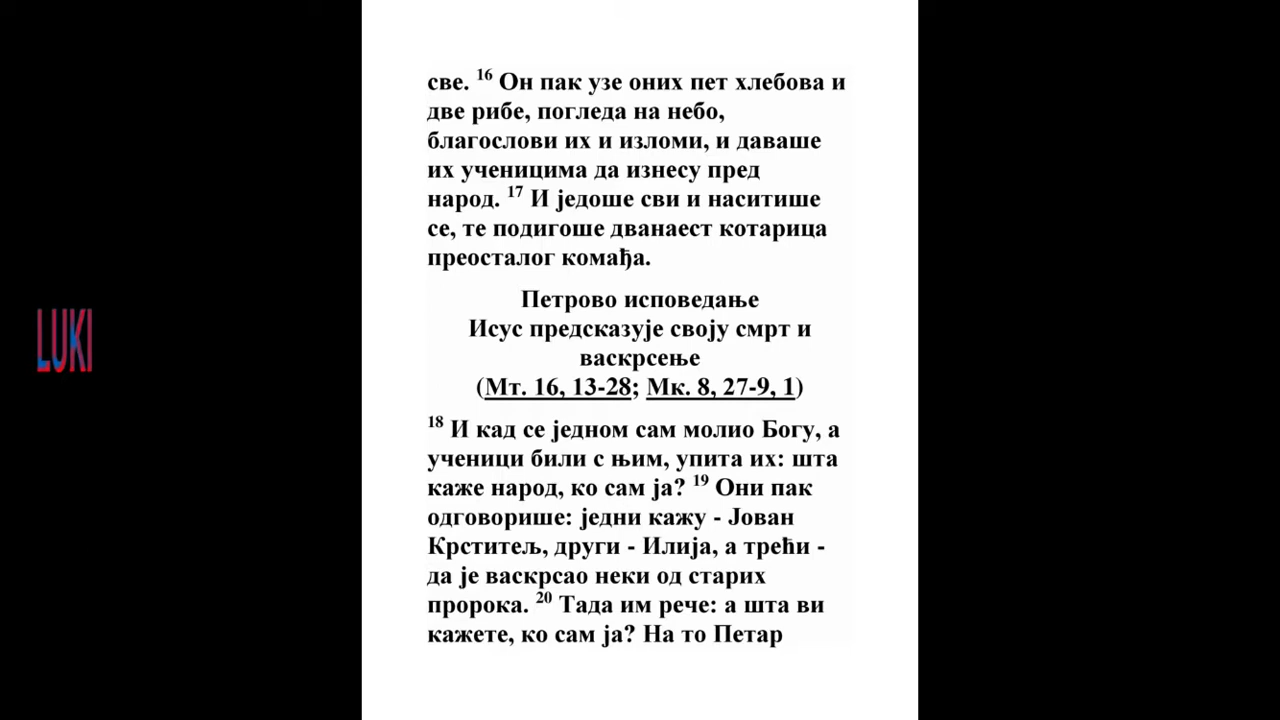 све. 16 Он пак узе оних пет хлебова и
две рибе, погледа на небо,
благослови их и изломи, и даваше
их ученицима да изнесу пред
народ. 17 И једоше сви и наситише
се, те подигоше дванаест котарица
преосталог комађа.
Петрово исповедање
Исус предсказује своју смрт и
васкрсење
(Мт. 16, 13-28; Мк. 8, 27-9, 1)
18 И кад се једном сам молио Богу, а
ученици били с њим, упита их: шта
каже народ, ко сам ја? 19 Они пак
одговорише: једни кажу - Јован
Крститељ, други - Илија, а трећи -
да је васкрсао неки од старих
пророка. 20 Тада им рече: а шта ви
кажете, ко сам ја? На то Петар
LUKI